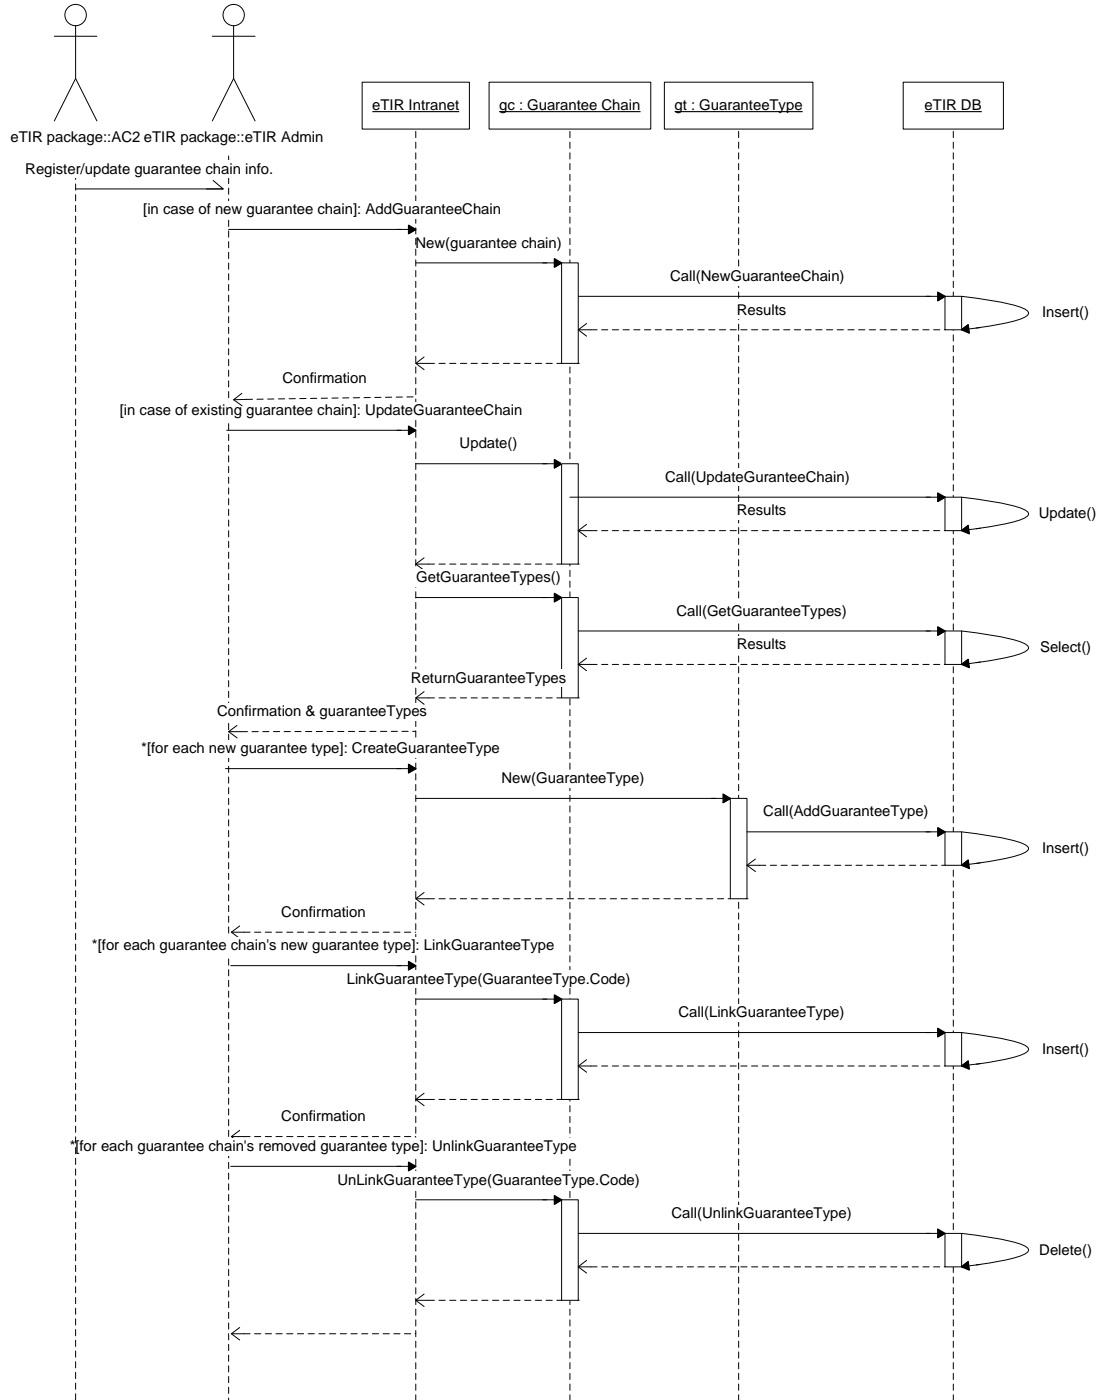 eTIR Intranet
gc : Guarantee Chain
gt : GuaranteeType
eTIR DB
eTIR package::AC2
eTIR package::eTIR Admin
Register/update guarantee chain info.
[in case of new guarantee chain]: AddGuaranteeChain
New(guarantee chain)
Call(NewGuaranteeChain)
Results
Insert()
Confirmation
[in case of existing guarantee chain]: UpdateGuaranteeChain
Update()
Call(UpdateGuranteeChain)
Results
Update()
GetGuaranteeTypes()
Call(GetGuaranteeTypes)
Results
Select()
ReturnGuaranteeTypes
Confirmation & guaranteeTypes
*[for each new guarantee type]: CreateGuaranteeType
New(GuaranteeType)
Call(AddGuaranteeType)
Insert()
Confirmation
*[for each guarantee chain's new guarantee type]: LinkGuaranteeType
LinkGuaranteeType(GuaranteeType.Code)
Call(LinkGuaranteeType)
Insert()
Confirmation
*[for each guarantee chain's removed guarantee type]: UnlinkGuaranteeType
UnLinkGuaranteeType(GuaranteeType.Code)
Call(UnlinkGuaranteeType)
Delete()